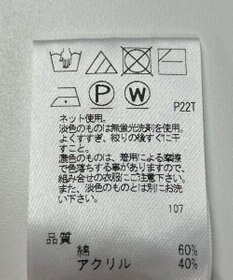 P W P22T
ネット使用。
淡色のものは無蛍光洗剤を使用。
よくすすぎ、絞りの後すぐに干
すこと。
濃色のものは、着用による摩擦
で色落ちする事がありますので、
組み合せの衣服にご注意下さい。
また、淡色のものとは別にお洗
い下さい。
107
品質
綿 60%
アクリル 40%